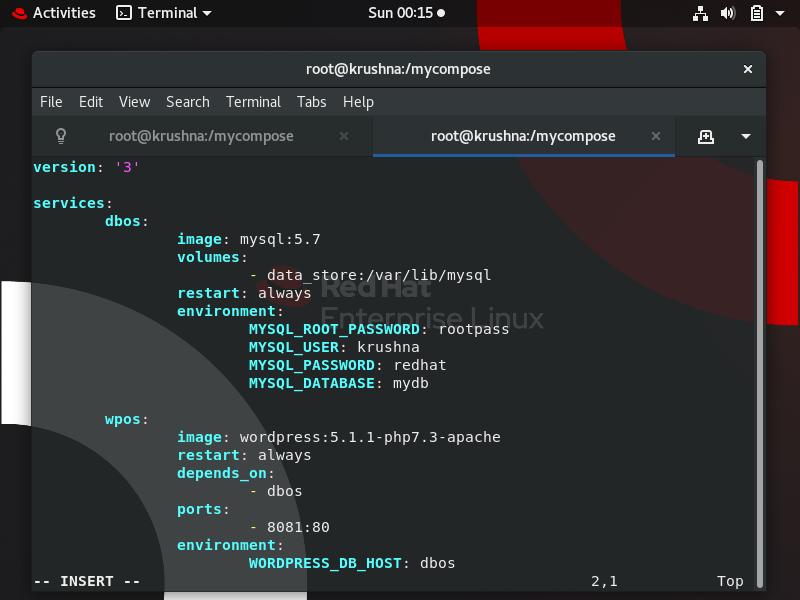 Activities Terminal Sun 00:15
root@krushna:/mycompose
File Edit View Search Terminal Tabs Help
root@krushna:/mycompose root@krushna:/mycompose
version: '3'
services:
dbos:
image: mysql:5.7
volumes:
- data_store:/var/lib/mysql
restart: always
environment:
MYSQL_ROOT_PASSWORD: rootpass
MYSQL_USER: krushna
MYSQL_PASSWORD: redhat
MYSQL_DATABASE: mydb
wpos:
image: wordpress:5.1.1-php7.3-apache
restart: always
depends_on:
- dbos
ports:
- 8081:80
environment:
WORDPRESS_DB_HOST: dbos
-- INSERT -- 2,1 Top
Red Hat
Enterprise Linux